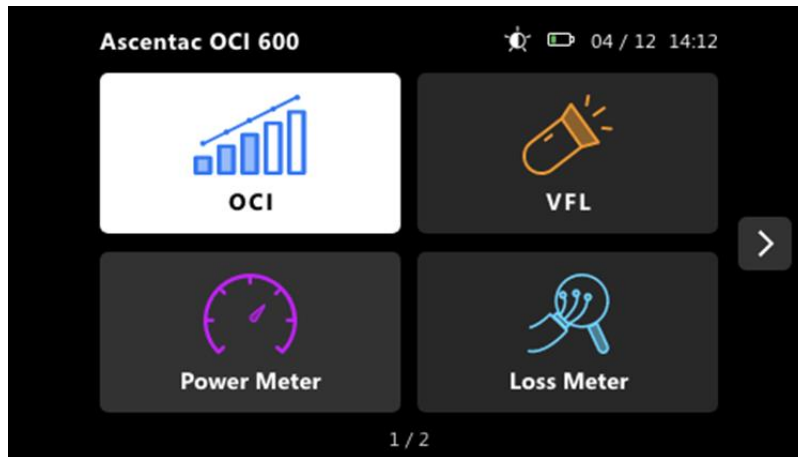 Ascentac OCI 600
04 / 12 14:12
OCI
VFL
Power Meter
Loss Meter
1 / 2